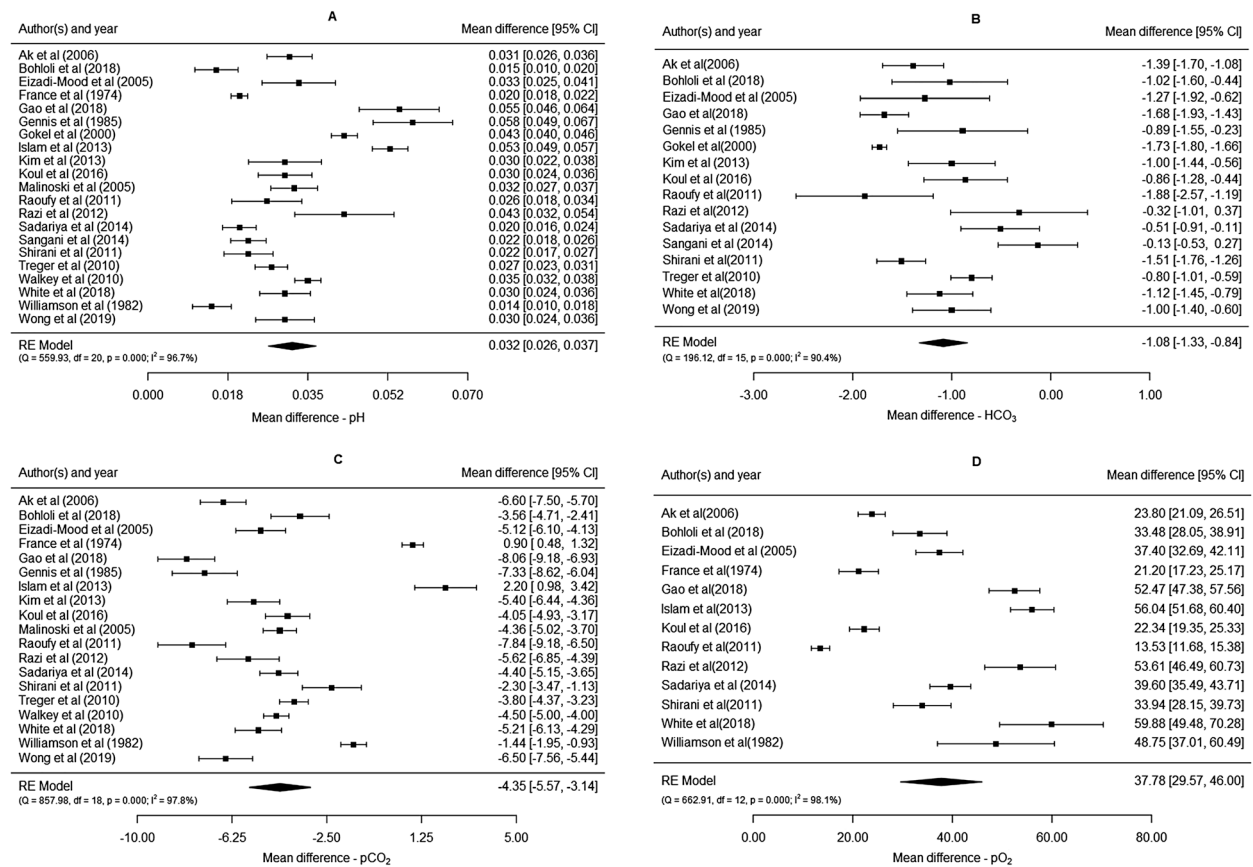 A
Author(s) and year Mean difference [95% CI]
Ak et al (2006) 0.031 [0.026, 0.036]
Bohloli et al (2018) 0.015 [0.010, 0.020]
Eizadi-Mood et al (2005) 0.033 [0.025, 0.041]
France et al (1974) 0.020 [0.018, 0.022]
Gao et al (2018) 0.055 [0.046, 0.064]
Gennis et al (1985) 0.058 [0.049, 0.067]
Gokel et al (2000) 0.043 [0.040, 0.046]
Islam et al (2013) 0.053 [0.049, 0.057]
Kim et al (2013) 0.030 [0.022, 0.038]
Koul et al (2016) 0.030 [0.024, 0.036]
Malinoski et al (2005) 0.032 [0.027, 0.037]
Raoufy et al (2011) 0.026 [0.018, 0.034]
Razi et al (2012) 0.043 [0.032, 0.054]
Sadariya et al (2014) 0.020 [0.016, 0.024]
Sangani et al (2014) 0.022 [0.018, 0.026]
Shirani et al (2011) 0.022 [0.017, 0.027]
Treger et al (2010) 0.027 [0.023, 0.031]
Walkey et al (2010) 0.035 [0.032, 0.038]
White et al (2018) 0.030 [0.024, 0.036]
Williamson et al (1982) 0.014 [0.010, 0.018]
Wong et al (2019) 0.030 [0.024, 0.036]
RE Model 0.032 [0.026, 0.037]
(Q = 559.93, df = 20, p = 0.000; I² = 96.7%)
0.000 0.018 0.035 0.052 0.070
Mean difference - pH
B
Author(s) and year Mean difference [95% CI]
Ak et al(2006) -1.39 [-1.70, -1.08]
Bohloli et al (2018) -1.02 [-1.60, -0.44]
Eizadi-Mood et al (2005) -1.27 [-1.92, -0.62]
Gao et al (2018) -1.68 [-1.93, -1.43]
Gennis et al (1985) -0.89 [-1.55, -0.23]
Gokel et al(2000) -1.73 [-1.80, -1.66]
Kim et al (2013) -1.00 [-1.44, -0.56]
Koul et al (2016) -0.86 [-1.28, -0.44]
Raoufy et al(2011) -1.88 [-2.57, -1.19]
Razi et al (2012) -0.32 [-1.01, 0.37]
Sadariya et al (2014) -0.51 [-0.91, -0.11]
Sangani et al (2014) -0.13 [-0.53, 0.27]
Shirani et al(2011) -1.51 [-1.76, -1.26]
Treger et al(2010) -0.80 [-1.01, -0.59]
White et al(2018) -1.12 [-1.45, -0.79]
Wong et al (2019) -1.00 [-1.40, -0.60]
RE Model -1.08 [-1.33, -0.84]
(Q = 196.12, df = 15, p = 0.000; I² = 90.4%)
-3.00 -2.00 -1.00 0.00 1.00
Mean difference - HCO₃
C
Author(s) and year Mean difference [95% CI]
Ak et al (2006) -6.60 [-7.50, -5.70]
Bohloli et al (2018) -3.56 [-4.71, -2.41]
Eizadi-Mood et al (2005) -5.12 [-6.10, -4.13]
France et al (1974) 0.90 [ 0.48, 1.32]
Gao et al (2018) -8.06 [-9.18, -6.93]
Gennis et al (1985) -7.33 [-8.62, -6.04]
Islam et al (2013) 2.20 [ 0.98, 3.42]
Kim et al (2013) -5.40 [-6.44, -4.36]
Koul et al (2016) -4.05 [-4.93, -3.17]
Malinoski et al (2005) -4.36 [-5.02, -3.70]
Raoufy et al (2011) -7.84 [-9.18, -6.50]
Razi et al (2012) -5.62 [-6.85, -4.39]
Sadariya et al (2014) -4.40 [-5.15, -3.65]
Shirani et al (2011) -2.30 [-3.47, -1.13]
Treger et al (2010) -3.80 [-4.37, -3.23]
Walkey et al (2010) -4.50 [-5.00, -4.00]
White et al (2018) -5.21 [-6.13, -4.29]
Williamson et al (1982) -1.44 [-1.95, -0.93]
Wong et al (2019) -6.50 [-7.56, -5.44]
RE Model -4.35 [-5.57, -3.14]
(Q = 857.98, df = 18, p = 0.000; I² = 97.8%)
-10.00 -6.25 -2.50 1.25 5.00
Mean difference - pCO₂
D
Author(s) and year Mean difference [95% CI]
Ak et al(2006) 23.80 [21.09, 26.51]
Bohloli et al (2018) 33.48 [28.05, 38.91]
Eizadi-Mood et al (2005) 37.40 [32.69, 42.11]
France et al (1974) 21.20 [17.23, 25.17]
Gao et al (2018) 52.47 [47.38, 57.56]
Islam et al(2013) 56.04 [51.68, 60.40]
Koul et al (2016) 22.34 [19.35, 25.33]
Raoufy et al(2011) 13.53 [11.68, 15.38]
Razi et al (2012) 53.61 [46.49, 60.73]
Sadariya et al (2014) 39.60 [35.49, 43.71]
Shirani et al(2011) 33.94 [28.15, 39.73]
White et al(2018) 59.88 [49.48, 70.28]
Williamson et al(1982) 48.75 [37.01, 60.49]
RE Model 37.78 [29.57, 46.00]
(Q = 662.91, df = 12, p = 0.000; I² = 98.1%)
0.00 20.00 40.00 60.00 80.00
Mean difference - pO₂